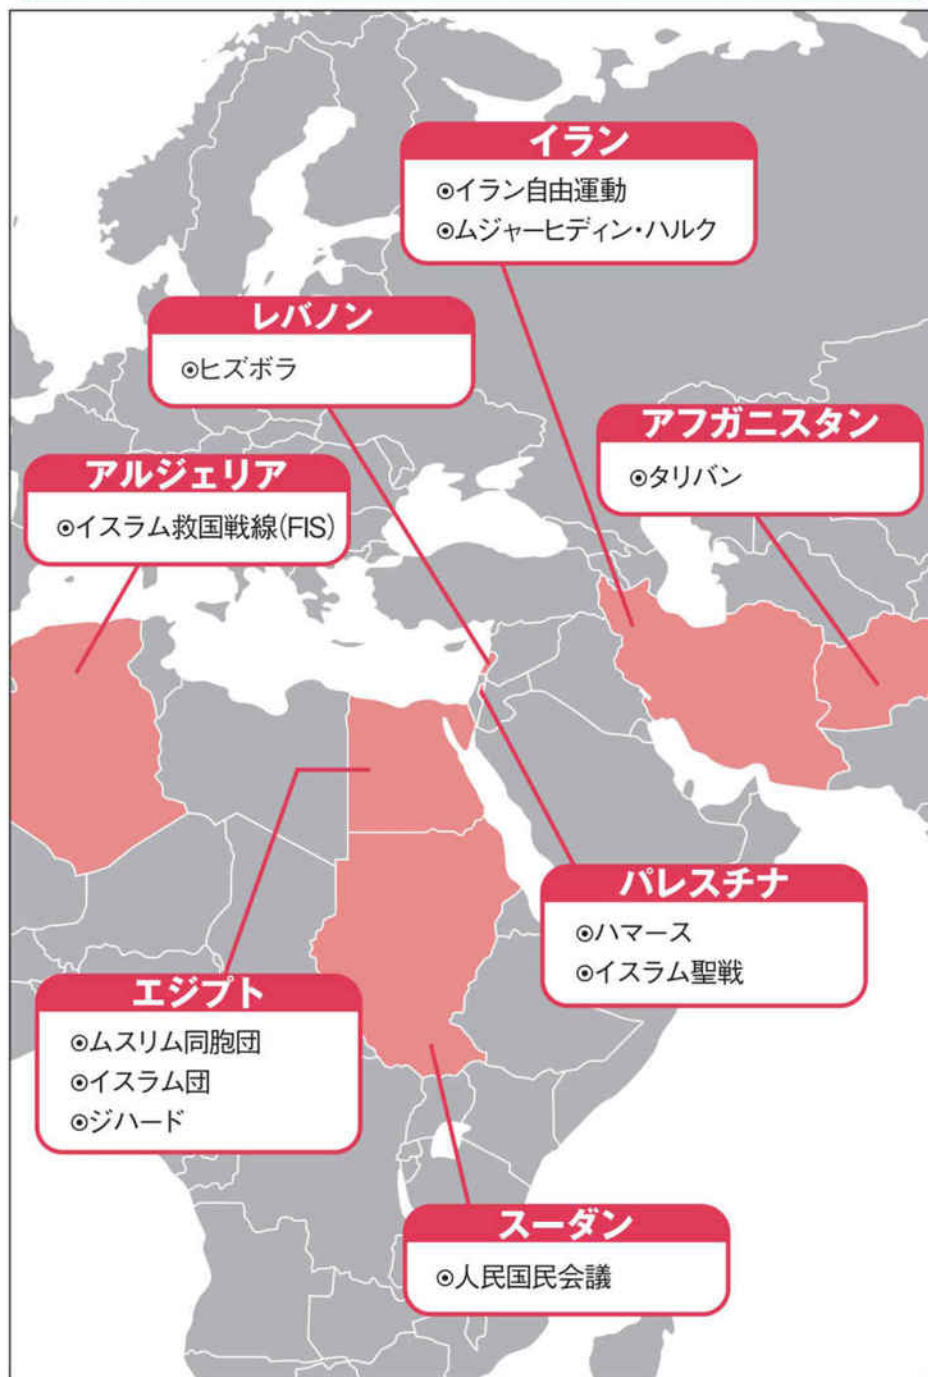 イラン
◉イラン自由運動
◉ムジャーヒディン・ハルク
レバノン
◉ヒズボラ
アフガニスタン
◉タリバン
アルジェリア
◉イスラム救国戦線(FIS)
パレスチナ
◉ハマース
◉イスラム聖戦
エジプト
◉ムスリム同胞団
◉イスラム団
◉ジハード
スーダン
◉人民国民会議